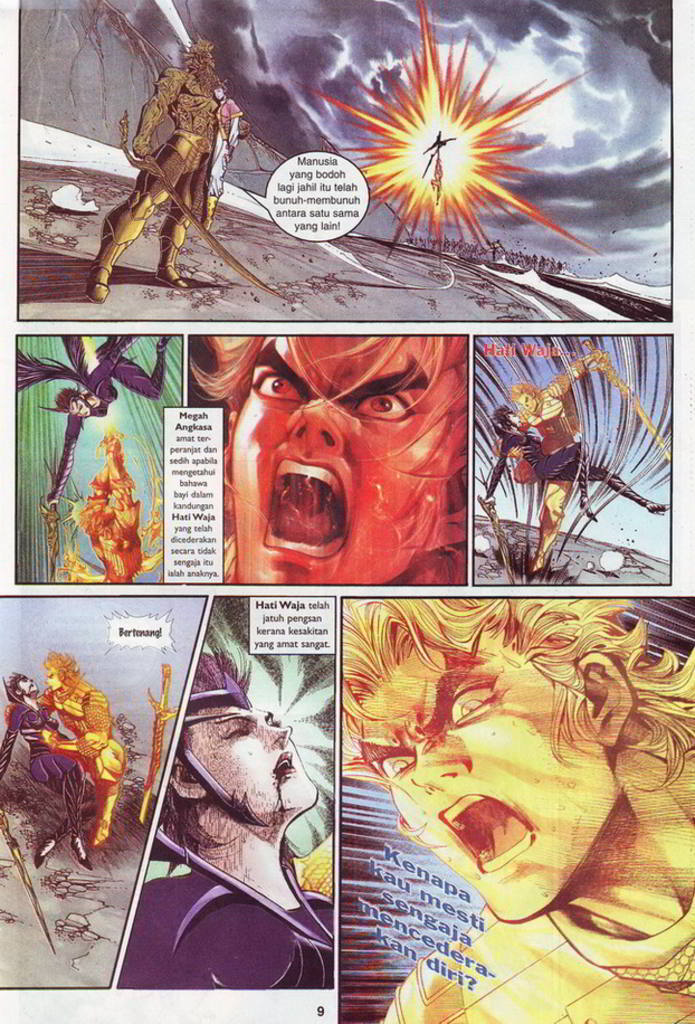 Manusia
yang bodoh
lagi jahil itu telah
bunuh-membunuh
antara satu sama
yang lain!
Megah
Angkasa
amat ter-
peranjat dan
sedih apabila
mengetahui
bahawa
bayi dalam
kandungan
Hati Waja
yang
dicederakan
secara tidak
sengaja itu
ialah anaknya.
Hati Waja...
Bertenang!
Hati Waja telah
jatuh pengsan
kerana kesakitan
yang amat sangat.
Kenapa
kau mesti
sengaja
mencedera-
kan diri?
9